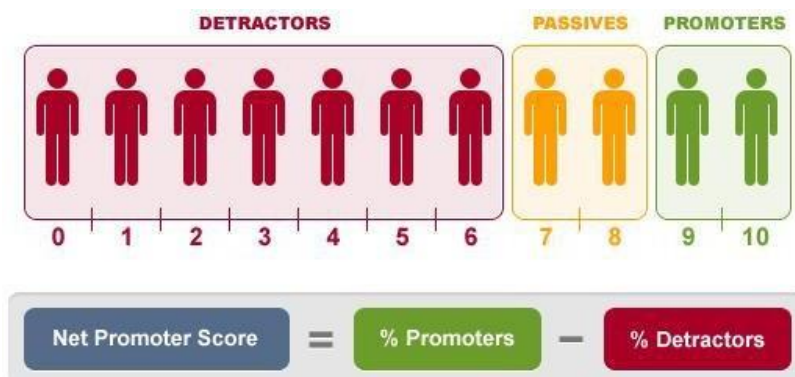 DETRACTORS PASSIVES PROMOTERS
0 1 2 3 4 5 6 7 8 9 10
Net Promoter Score = % Promoters – % Detractors